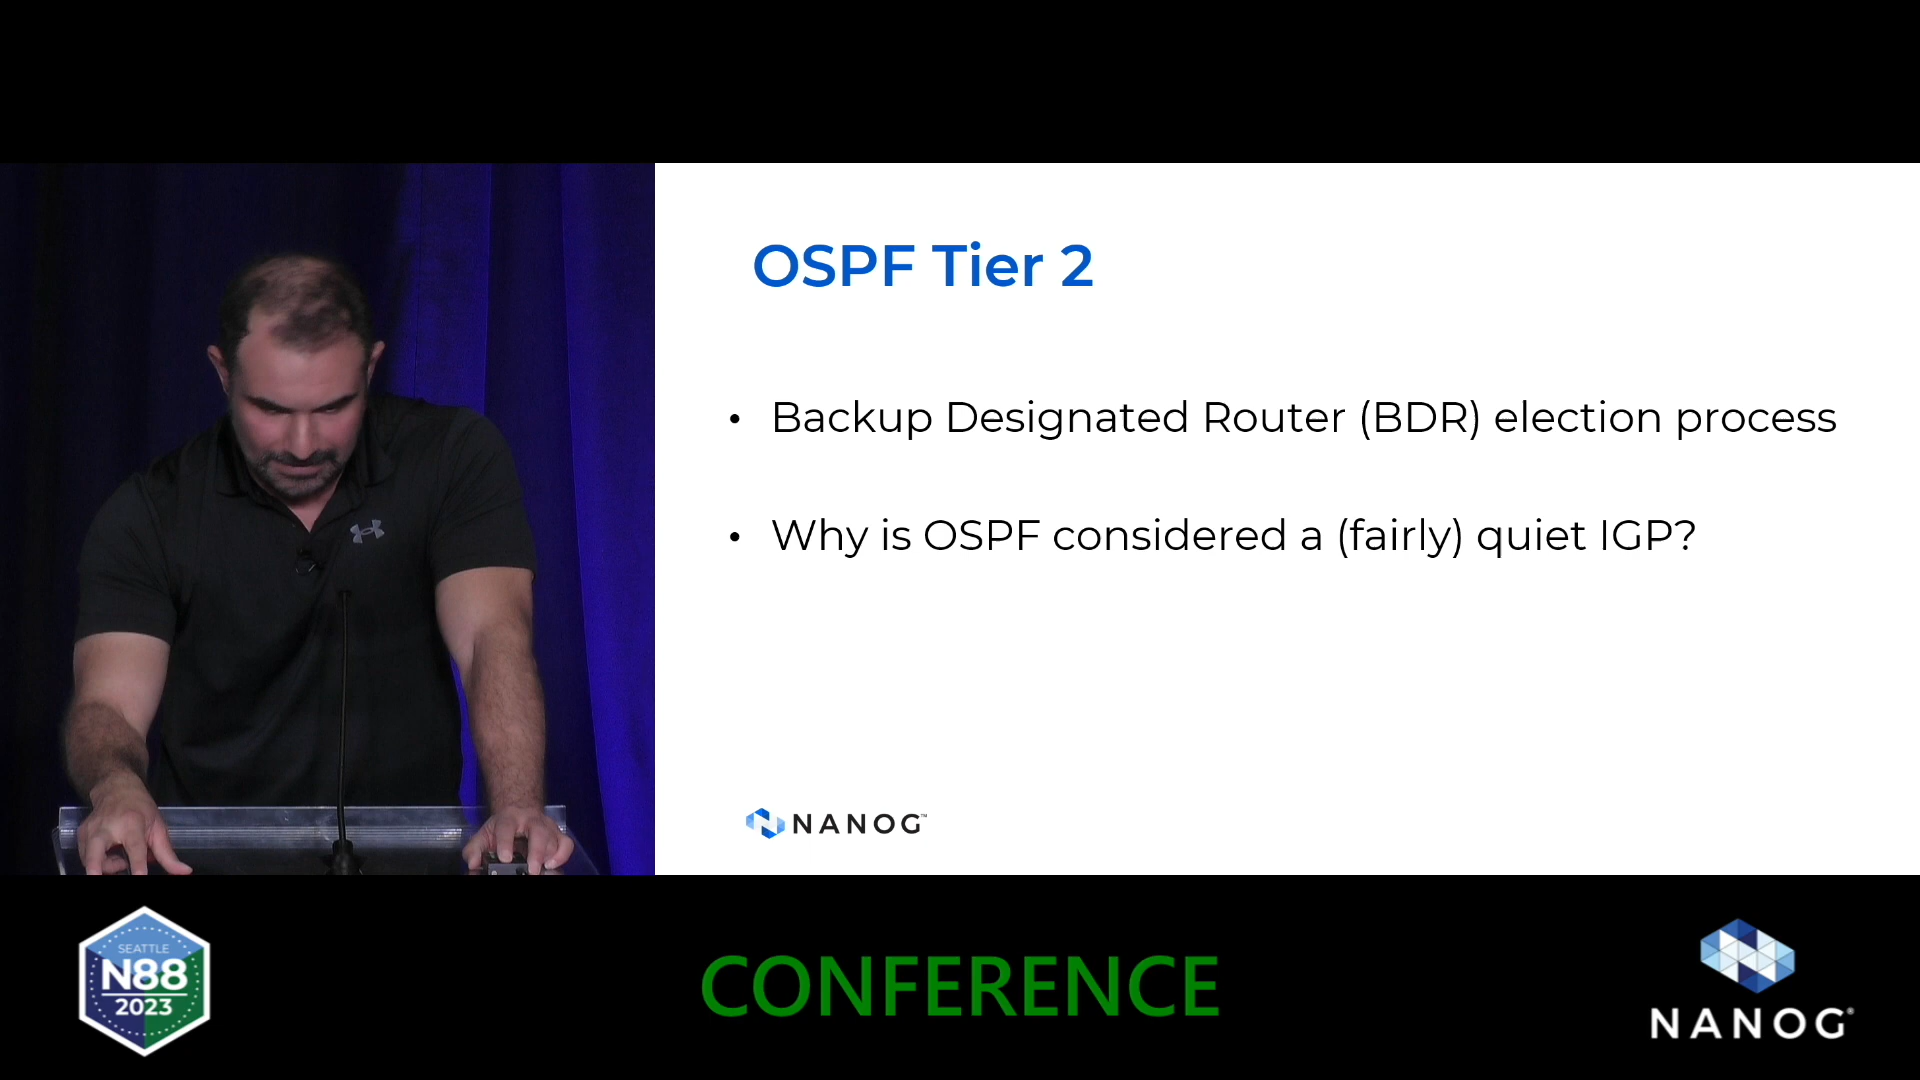 OSPF Tier 2
• Backup Designated Router (BDR) election process
• Why is OSPF considered a (fairly) quiet IGP?
NANOG™
SEATTLE
N88
2023
CONFERENCE
NANOG®